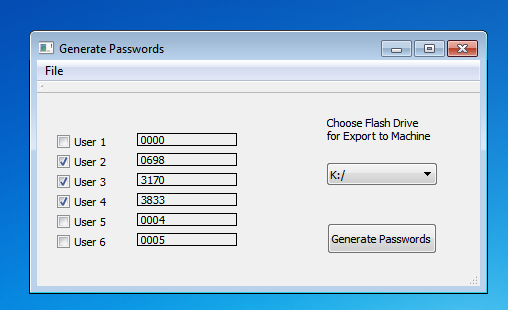 Generate Passwords
File
Choose Flash Drive
for Export to Machine
User 1 0000
User 2 0698
User 3 3170
User 4 3833
User 5 0004
User 6 0005
K:/
Generate Passwords